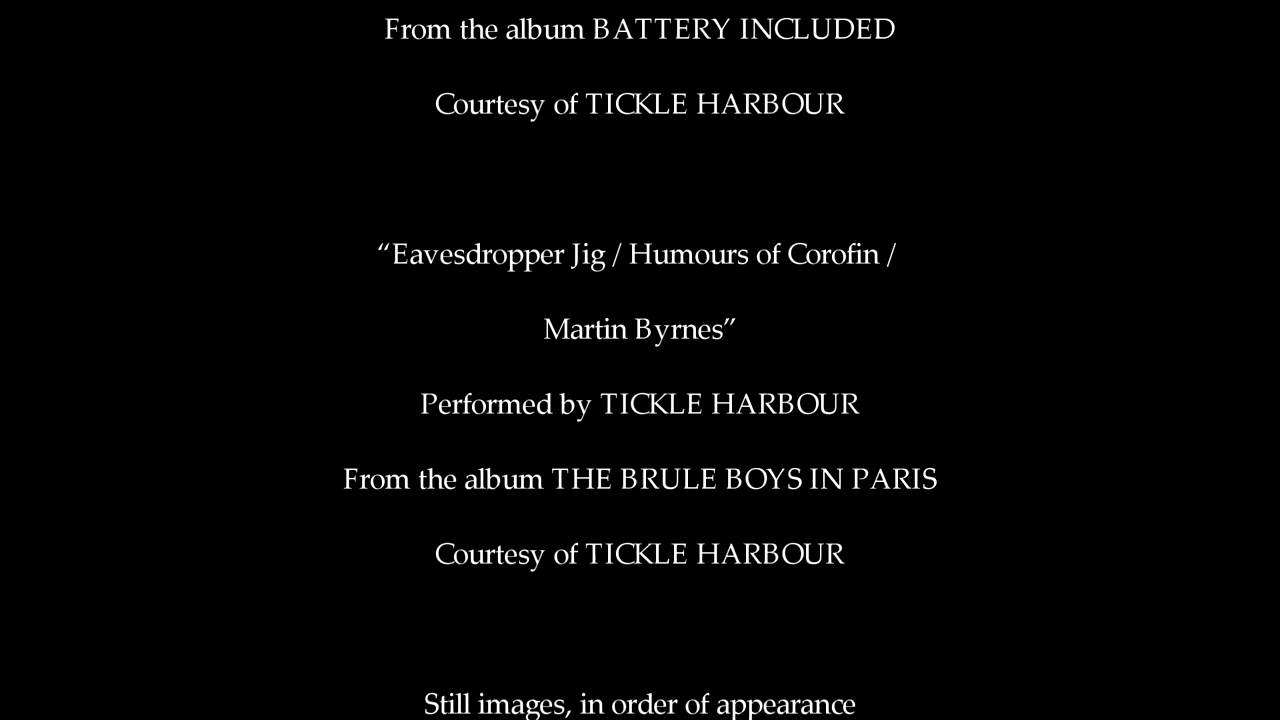 From the album BATTERY INCLUDED
Courtesy of TICKLE HARBOUR
“Eavesdropper Jig / Humours of Corofin /
Martin Byrnes”
Performed by TICKLE HARBOUR
From the album THE BRULE BOYS IN PARIS
Courtesy of TICKLE HARBOUR
Still images, in order of appearance